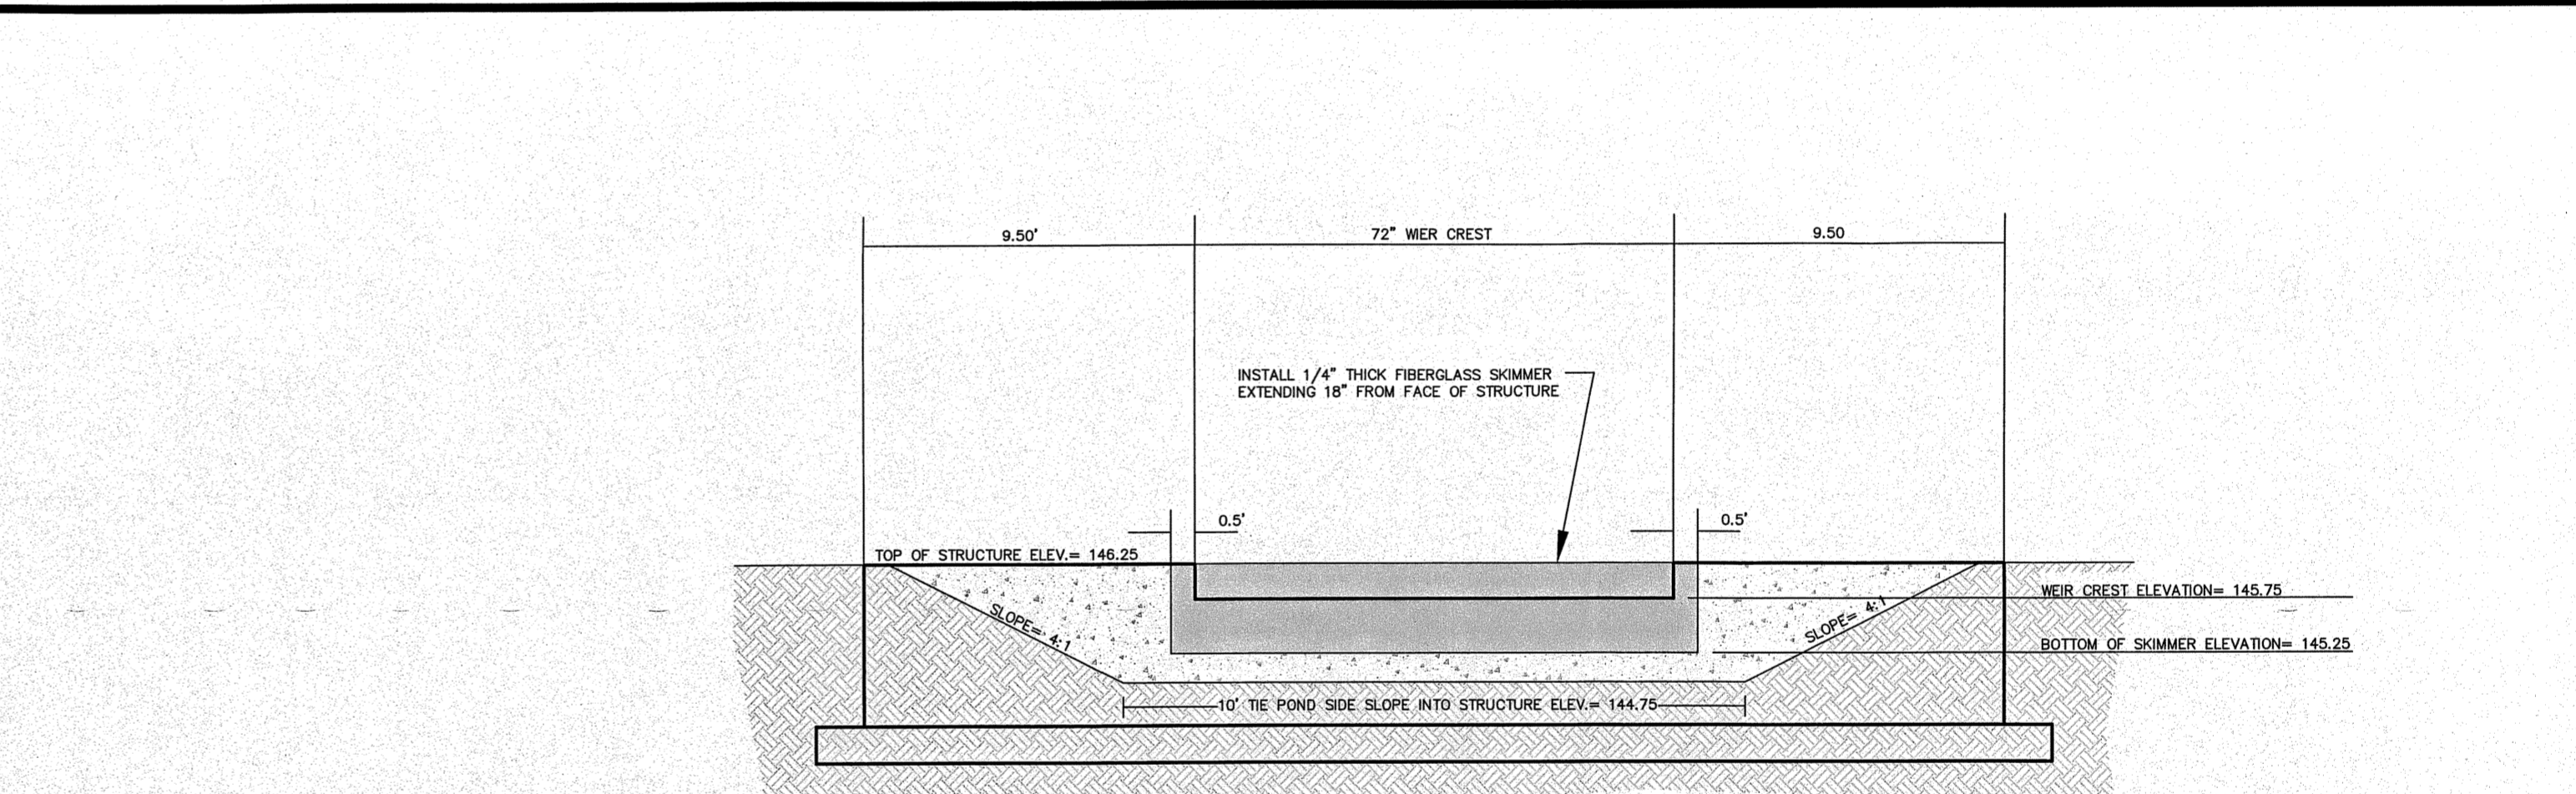 9.50'
72" WIER CREST
9.50
INSTALL 1/4" THICK FIBERGLASS SKIMMER
EXTENDING 18" FROM FACE OF STRUCTURE
0.5'
0.5'
TOP OF STRUCTURE ELEV.= 146.25
WEIR CREST ELEVATION= 145.75
SLOPE= 4:1
SLOPE= 4:1
BOTTOM OF SKIMMER ELEVATION= 145.25
10' TIE POND SIDE SLOPE INTO STRUCTURE ELEV.= 144.75